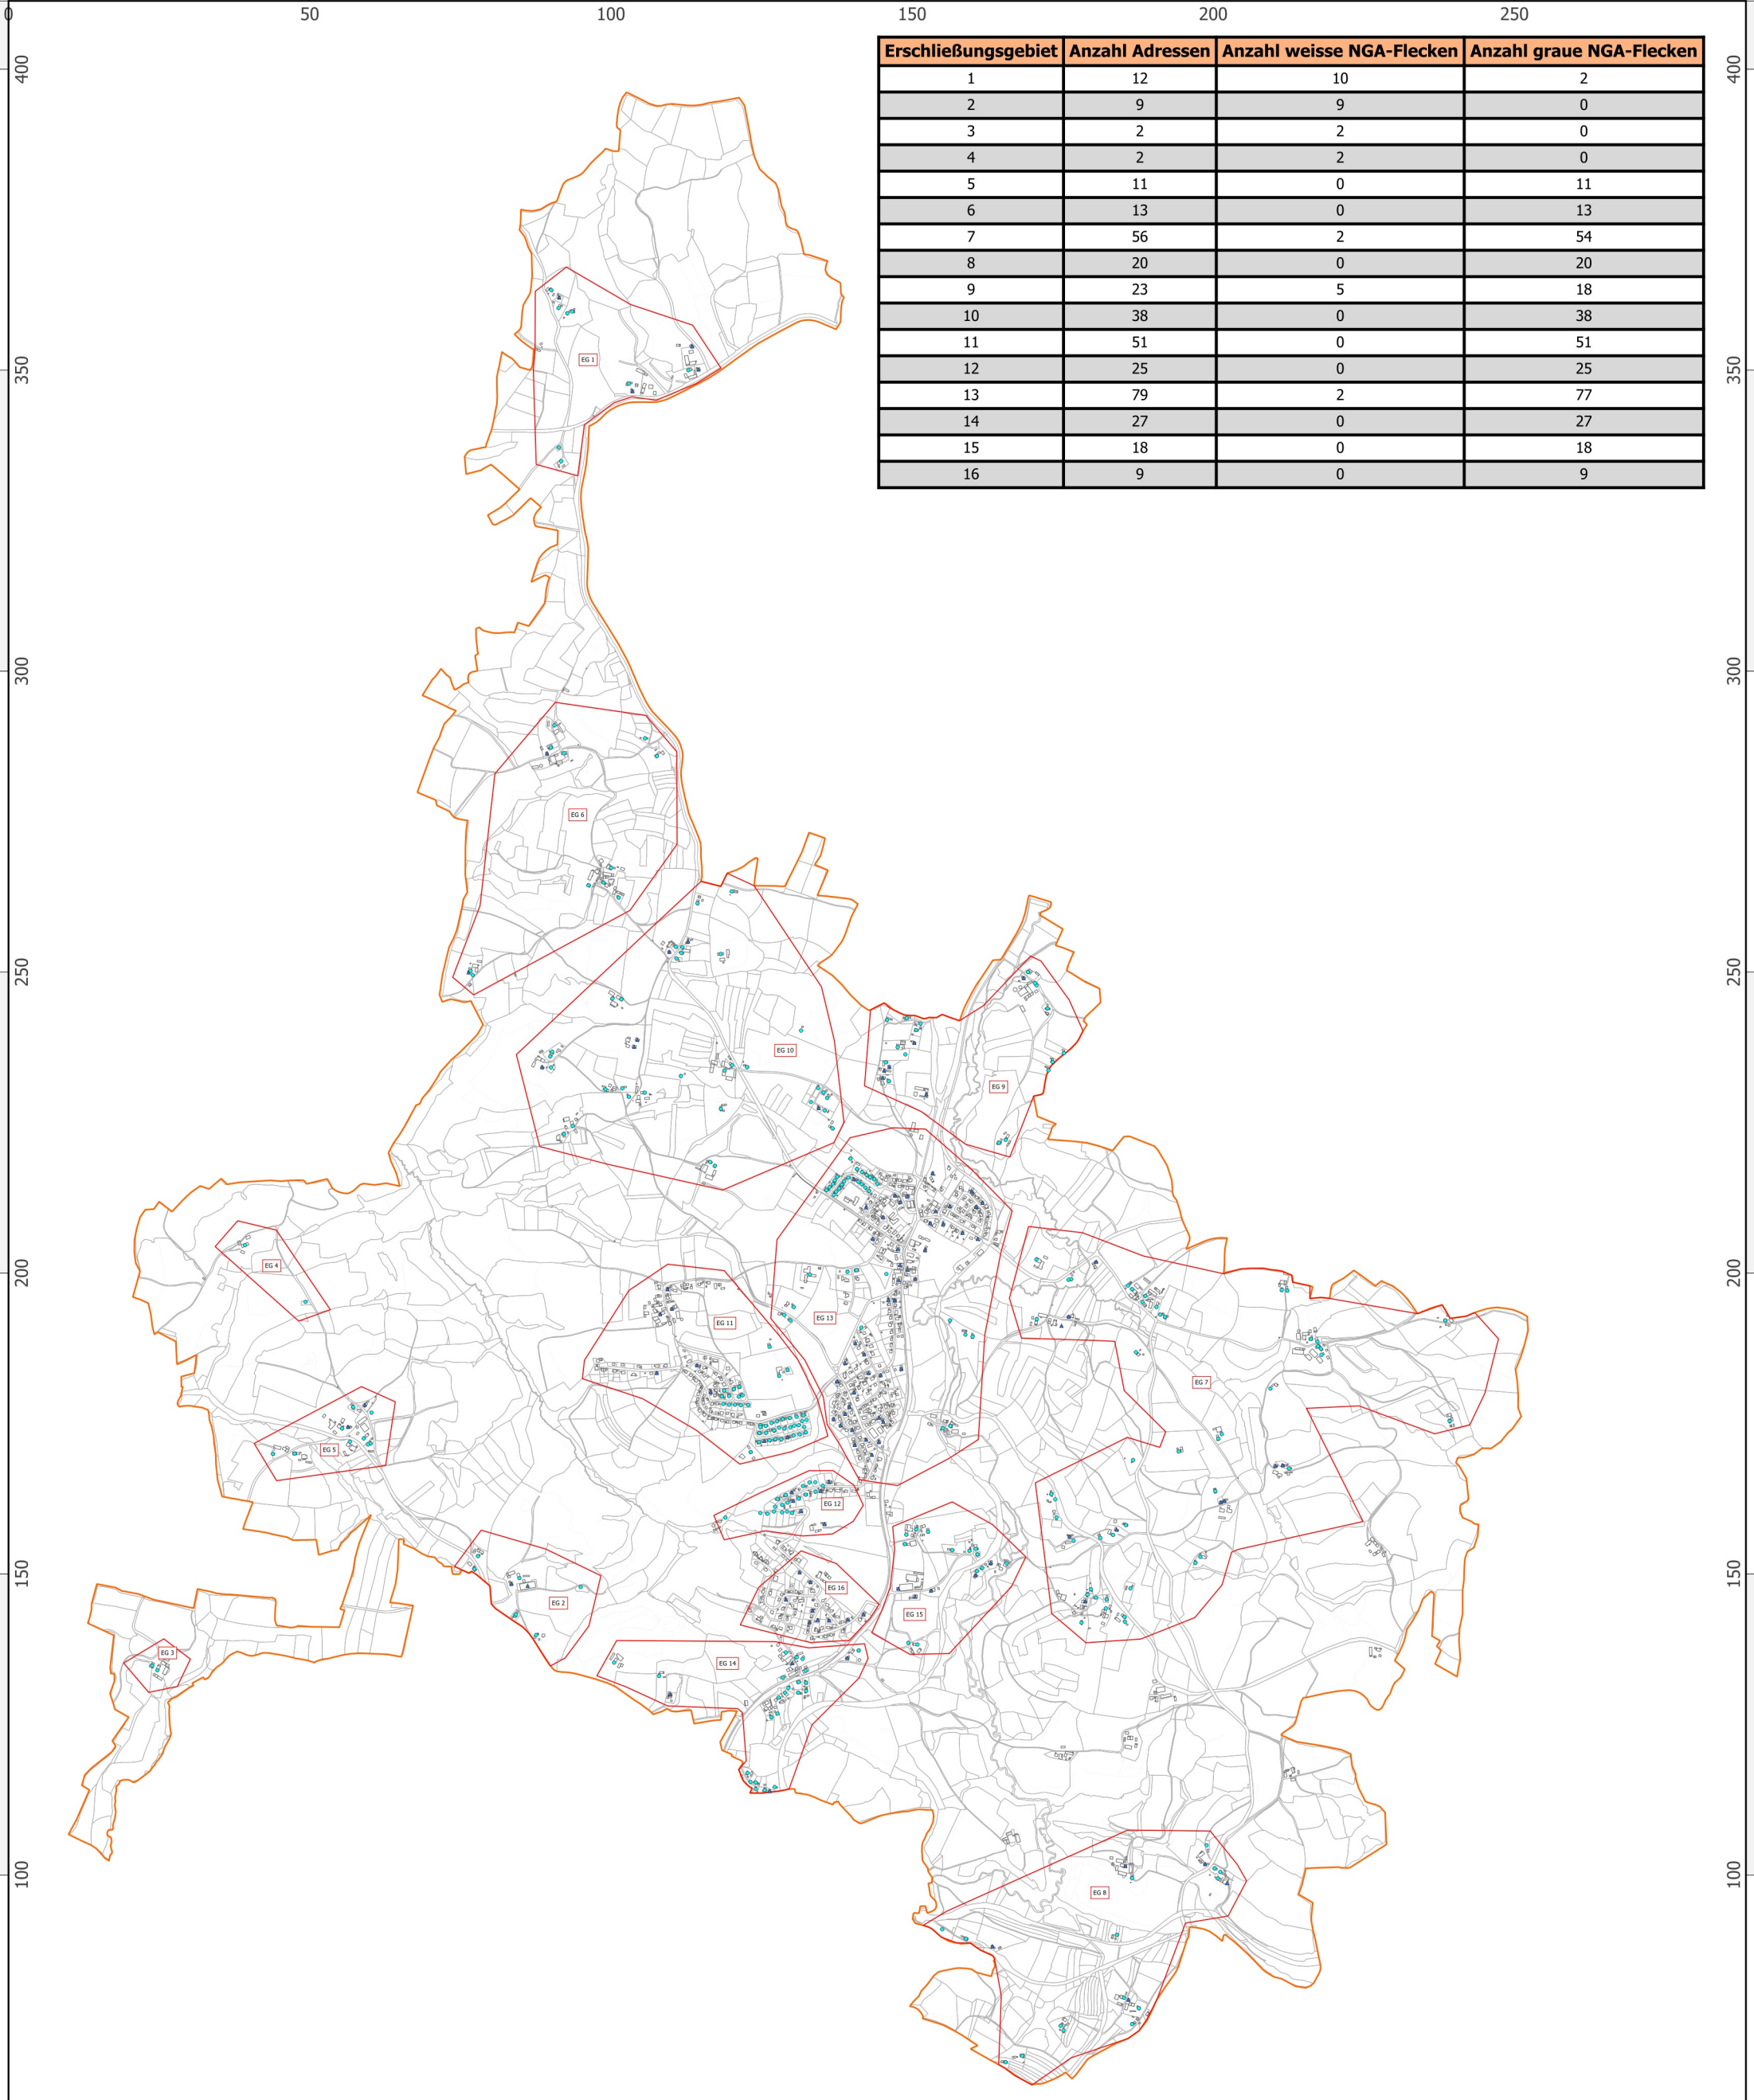 0 50 100 150 200 250
Erschließungsgebiet Anzahl Adressen Anzahl weisse NGA-Flecken Anzahl graue NGA-Flecken
400 400
1 12 10 2
2 9 9 0
3 2 2 0
4 2 2 0
5 11 0 11
6 13 0 13
7 56 2 54
8 20 0 20
9 23 5 18
10 38 0 38
11 51 0 51
12 25 0 25
13 79 2 77
14 27 0 27
15 18 0 18
16 9 0 9
EG 1
350 350
300 300
EG 6
250 250
EG 10
EG 9
EG 4
200 200
EG 13
EG 11
EG 7
EG 5
EG 12
150 150
EG 16
EG 2
EG 15
EG 3
EG 14
100 100
EG 8